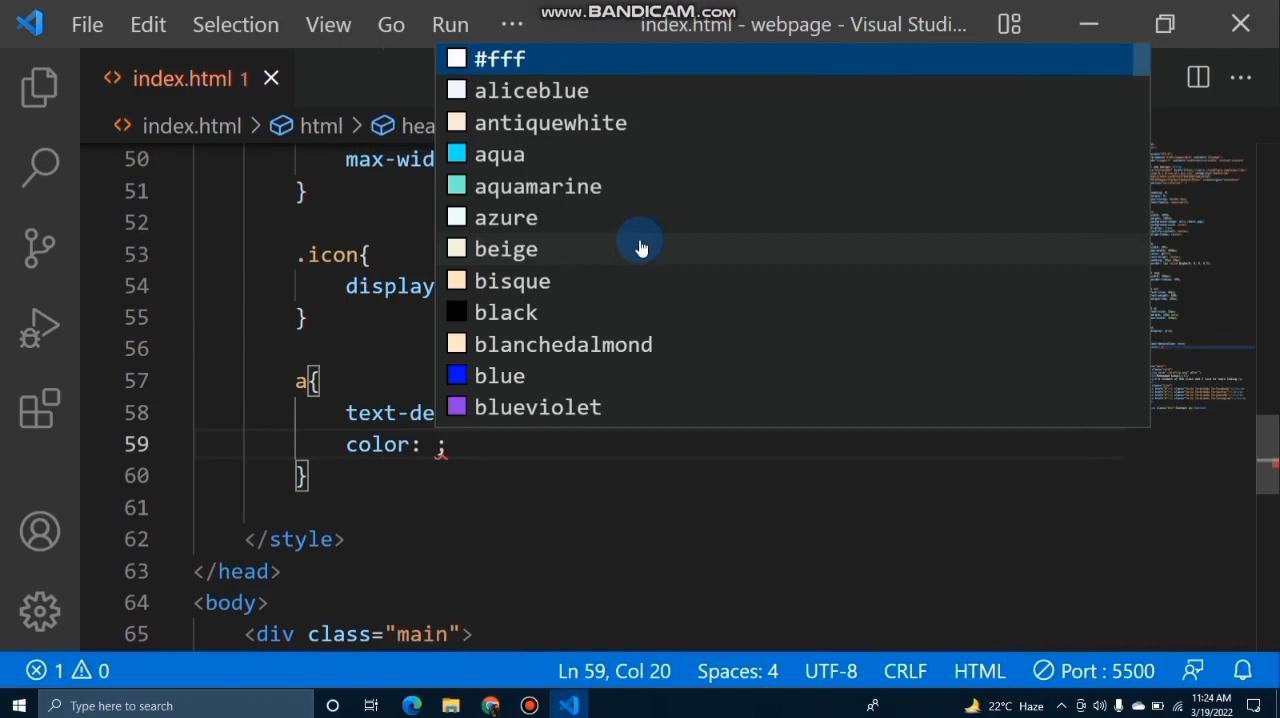 www.BANDICAM.com
File Edit Selection View Go Run ··· index.html - webpage - Visual Studi...
index.html 1
index.html > html > hea
#fff
aliceblue
antiquewhite
aqua
aquamarine
azure
beige
bisque
black
blanchedalmond
blue
blueviolet
50 max-wid
51 }
52
53 .icon{
54 display
55 }
56
57 a{
58 text-de
59 color: ;
60 }
61
62 </style>
63 </head>
64 <body>
65 <div class="main">
1 0 Ln 59, Col 20 Spaces: 4 UTF-8 CRLF HTML Port : 5500
Type here to search 22°C Haze 11:24 AM
3/19/2022